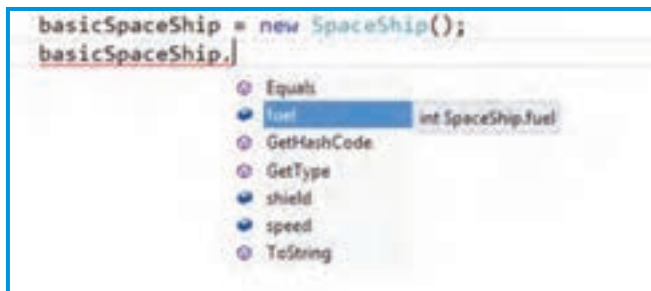 basicSpaceShip = new SpaceShip();
basicSpaceShip.
Equals
fuel int SpaceShip.fuel
GetHashCode
GetType
shield
speed
ToString